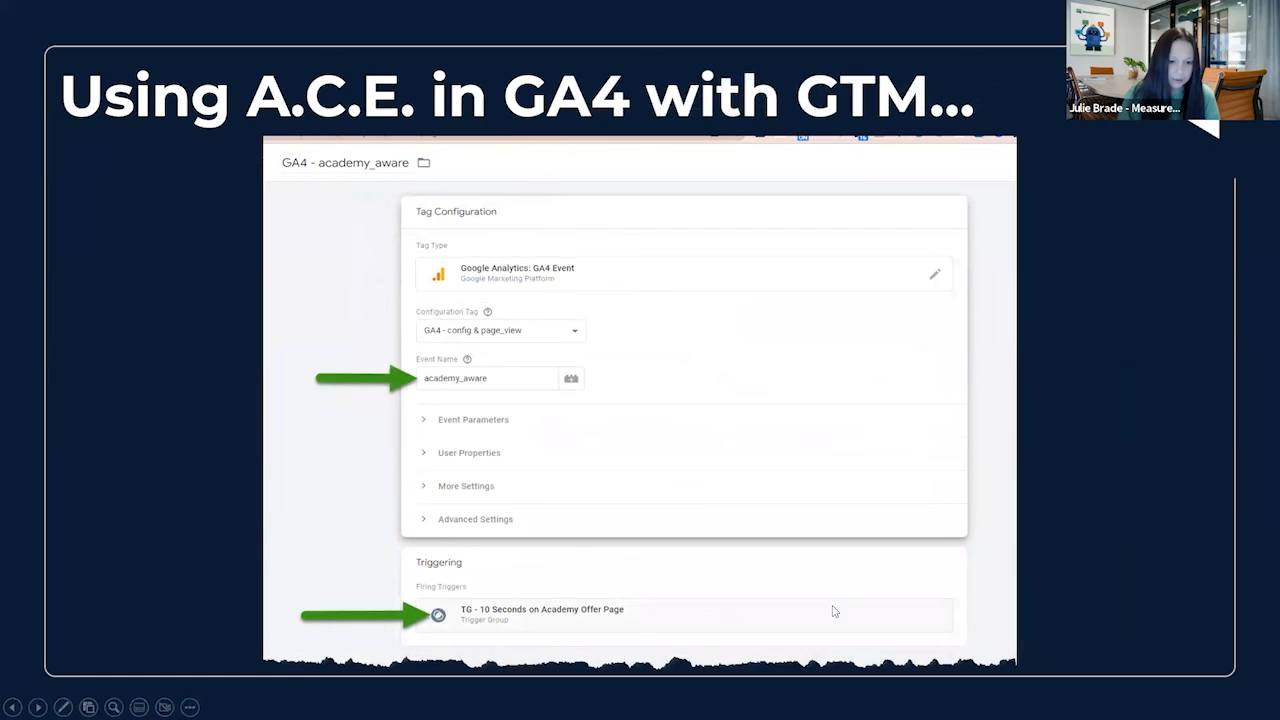 Using A.C.E. in GA4 with GTM...
Julie Brade - Measure...
GA4 - academy_aware
Tag Configuration
Tag Type
Google Analytics: GA4 Event
Google Marketing Platform
Configuration Tag
GA4 - config & page_view
Event Name
academy_aware
Event Parameters
User Properties
More Settings
Advanced Settings
Triggering
Firing Triggers
TG - 10 Seconds on Academy Offer Page
Trigger Group